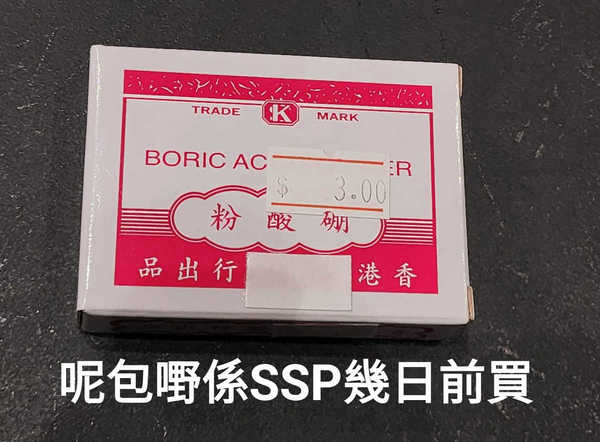 TRADE K MARK
BORIC AC ER
$ 3.00
粉酸硼
品出行 港香
呢包嘢係SSP幾日前買